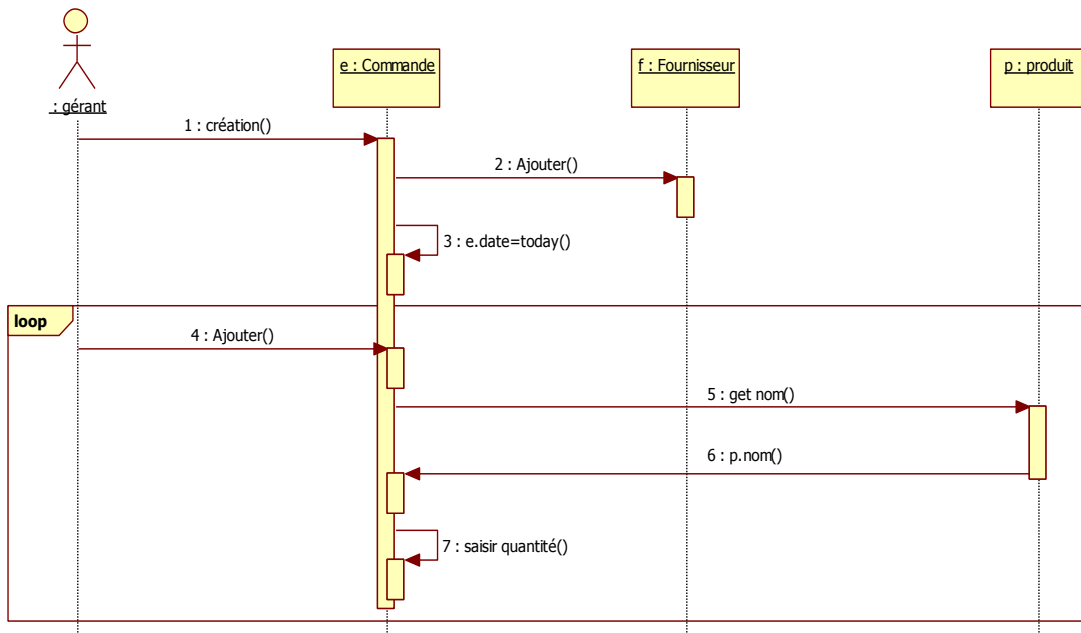 : gérant
e : Commande
f : Fournisseur
p : produit
1 : création()
2 : Ajouter()
3 : e.date=today()
loop
4 : Ajouter()
5 : get nom()
6 : p.nom()
7 : saisir quantité()